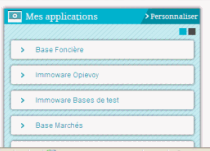 Mes applications
> Personnaliser
> Base Foncière
> Immoware Opievoy
> Immoware Bases de test
> Base Marchés